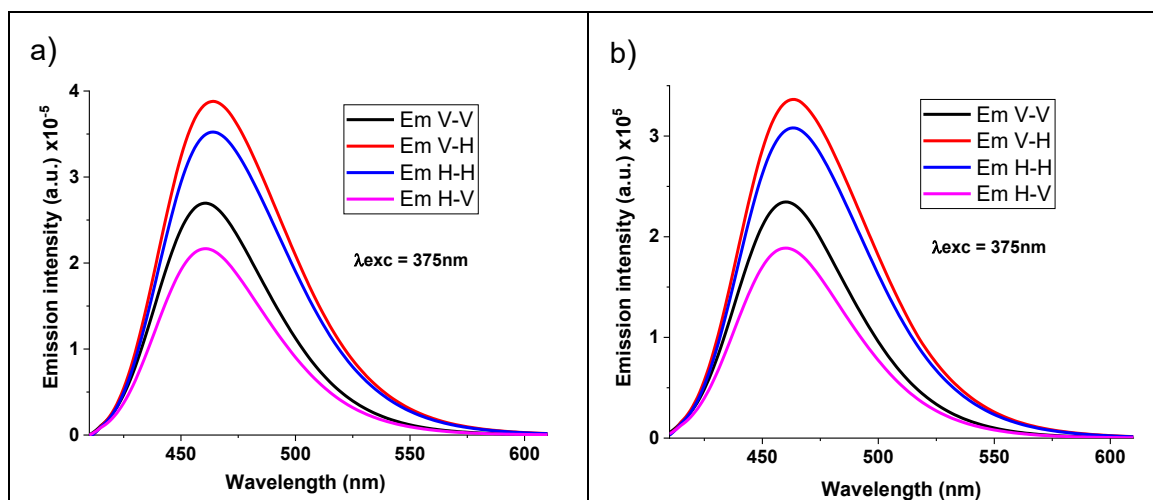 a)
Emission intensity (a.u.) x10⁻⁵
4
3
2
1
0
Em V-V
Em V-H
Em H-H
Em H-V
λexc = 375nm
450
500
550
600
Wavelength (nm)
b)
Emission intensity (a.u.) x10⁵
3
2
1
0
Em V-V
Em V-H
Em H-H
Em H-V
λexc = 375nm
450
500
550
600
Wavelength (nm)